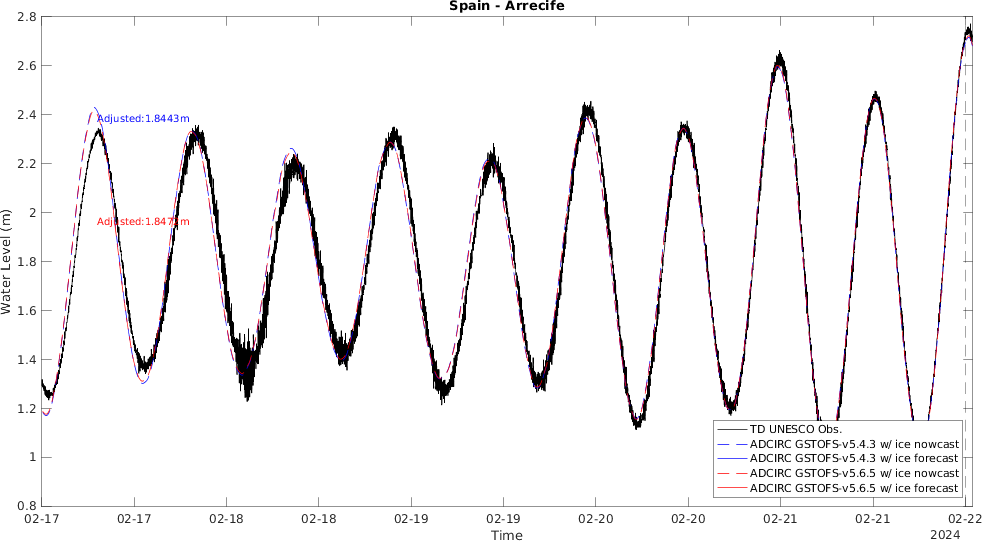 Spain - Arrecife
2.8
2.6
2.4
2.2
2
1.8
1.6
1.4
1.2
1
0.8
Water Level (m)
Adjusted:1.8443m
TD UNESCO Obs.
ADCIRC GSTOFS-v5.4.3 w/ ice nowcast
ADCIRC GSTOFS-v5.4.3 w/ ice forecast
ADCIRC GSTOFS-v5.6.5 w/ ice nowcast
ADCIRC GSTOFS-v5.6.5 w/ ice forecast
02-17 02-17 02-18 02-18 02-19 02-19 02-20 02-20 02-21 02-21 02-22
Time
2024